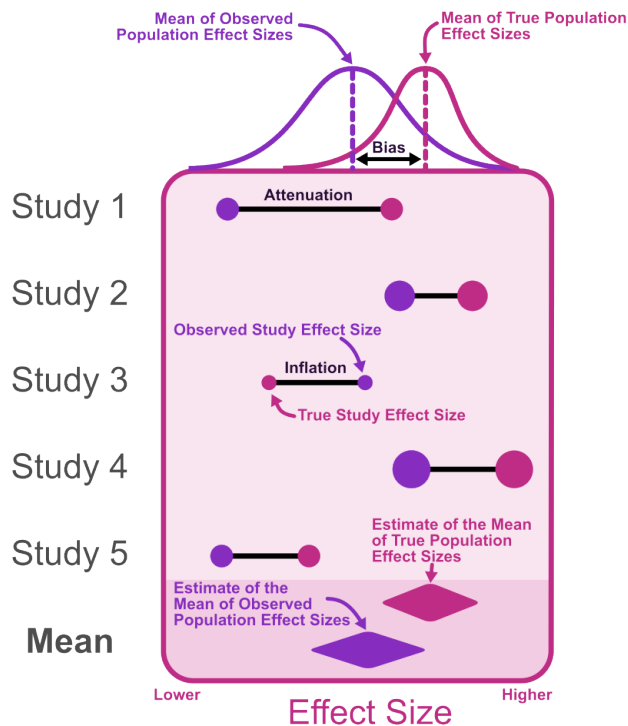 Mean of Observed
Population Effect Sizes
Mean of True Population
Effect Sizes
Bias
Study 1
Attenuation
Study 2
Observed Study Effect Size
Study 3
Inflation
True Study Effect Size
Study 4
Estimate of the Mean
of True Population
Effect Sizes
Study 5
Estimate of the
Mean of Observed
Population Effect Sizes
Mean
Lower
Effect Size
Higher